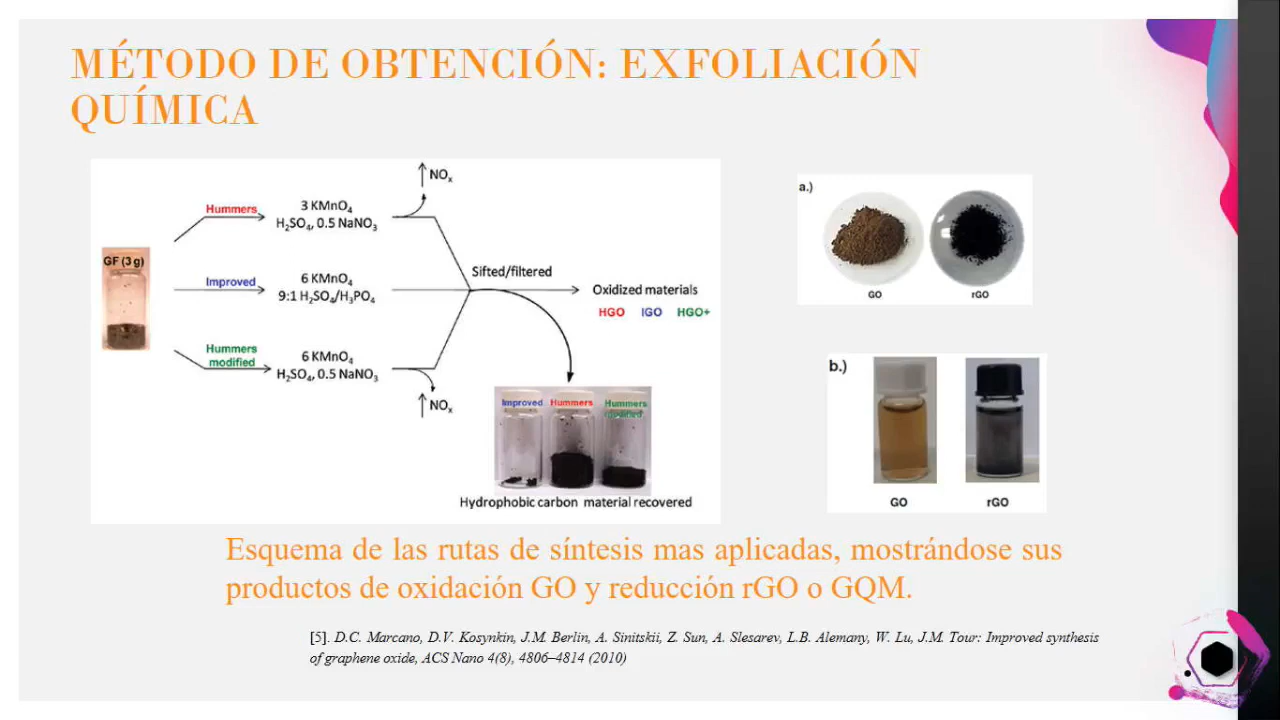 MÉTODO DE OBTENCIÓN: EXFOLIACIÓN
QUÍMICA
NOₓ
Hummers
3 KMnO₄
H₂SO₄, 0.5 NaNO₃
GF (3 g)
Improved
6 KMnO₄
9:1 H₂SO₄/H₃PO₄
Sifted/filtered
Oxidized materials
HGO IGO HGO+
Hummers
modified
6 KMnO₄
H₂SO₄, 0.5 NaNO₃
NOₓ
Improved Hummers Hummers
modified
Hydrophobic carbon material recovered
a.)
GO rGO
b.)
GO rGO
Esquema de las rutas de síntesis mas aplicadas, mostrándose sus
productos de oxidación GO y reducción rGO o GQM.
[5]. D.C. Marcano, D.V. Kosynkin, J.M. Berlin, A. Sinitskii, Z. Sun, A. Slesarev, L.B. Alemany, W. Lu, J.M. Tour: Improved synthesis
of graphene oxide, ACS Nano 4(8), 4806–4814 (2010)